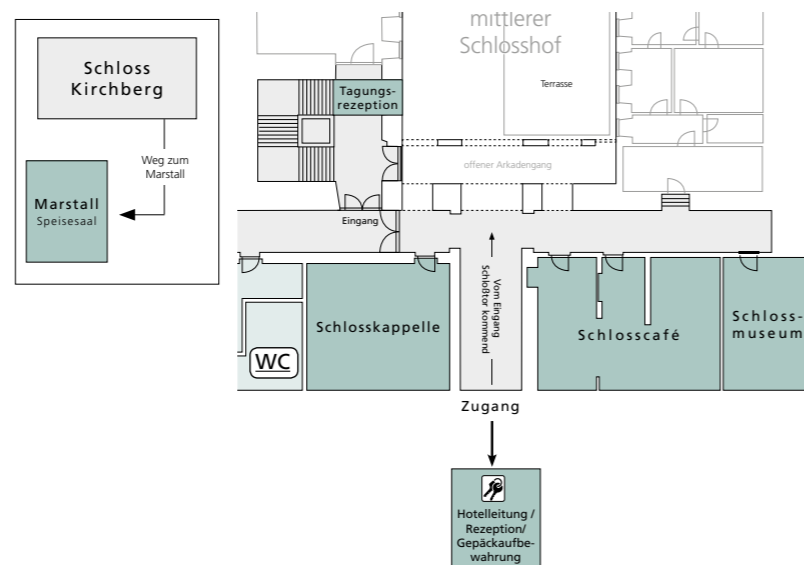 Schloss
Kirchberg
Weg zum
Marstall
Marstall
Speisesaal
mittlerer
Schlosshof
Terrasse
Tagungs-
rezeption
offener Arkadengang
Eingang
Vom Eingang
Schloßtor kommend
Schlosskappelle
WC
Schlosscafé
Schloss-
museum
Zugang
Hotelleitung /
Rezeption/
Gepäckaufbe-
wahrung